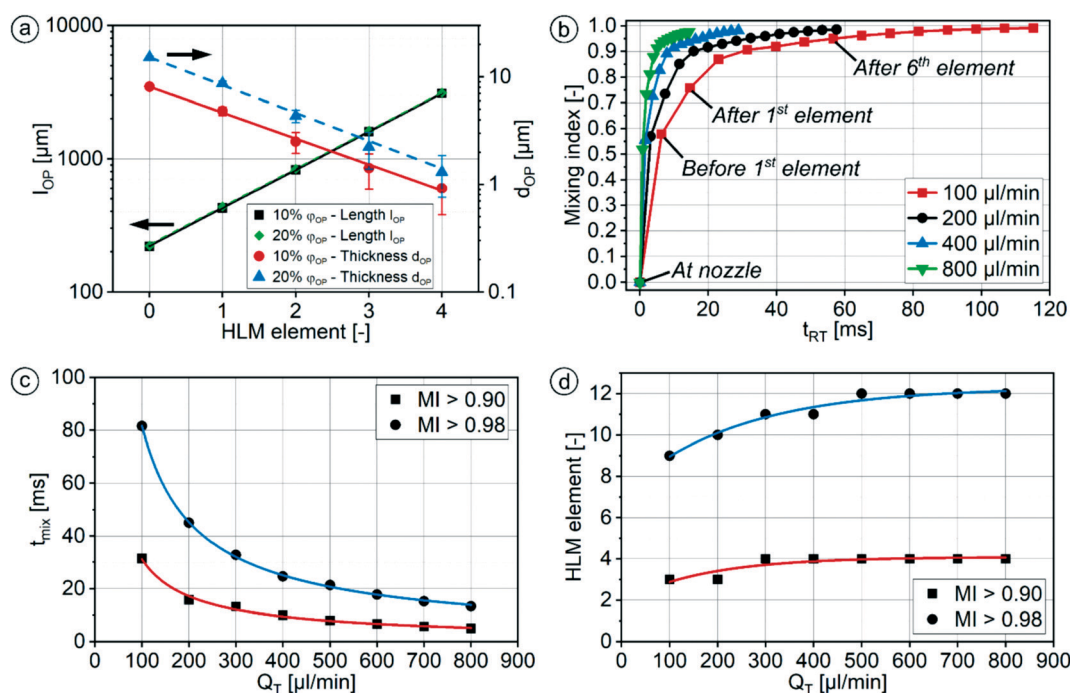 a
10000
1000
100
l_OP [µm]
10
1
0.1
d_OP [µm]
10% φ_OP - Length l_OP
20% φ_OP - Length l_OP
10% φ_OP - Thickness d_OP
20% φ_OP - Thickness d_OP
0 1 2 3 4
HLM element [-]
b
1.0
0.9
0.8
0.7
0.6
0.5
0.4
0.3
0.2
0.1
0.0
Mixing index [-]
After 6th element
After 1st element
Before 1st element
At nozzle
100 µl/min
200 µl/min
400 µl/min
800 µl/min
0 20 40 60 80 100 120
t_RT [ms]
c
100
80
60
40
20
0
t_mix [ms]
MI > 0.90
MI > 0.98
0 100 200 300 400 500 600 700 800 900
Q_T [µl/min]
d
12
10
8
6
4
2
0
HLM element [-]
MI > 0.90
MI > 0.98
0 100 200 300 400 500 600 700 800 900
Q_T [µl/min]